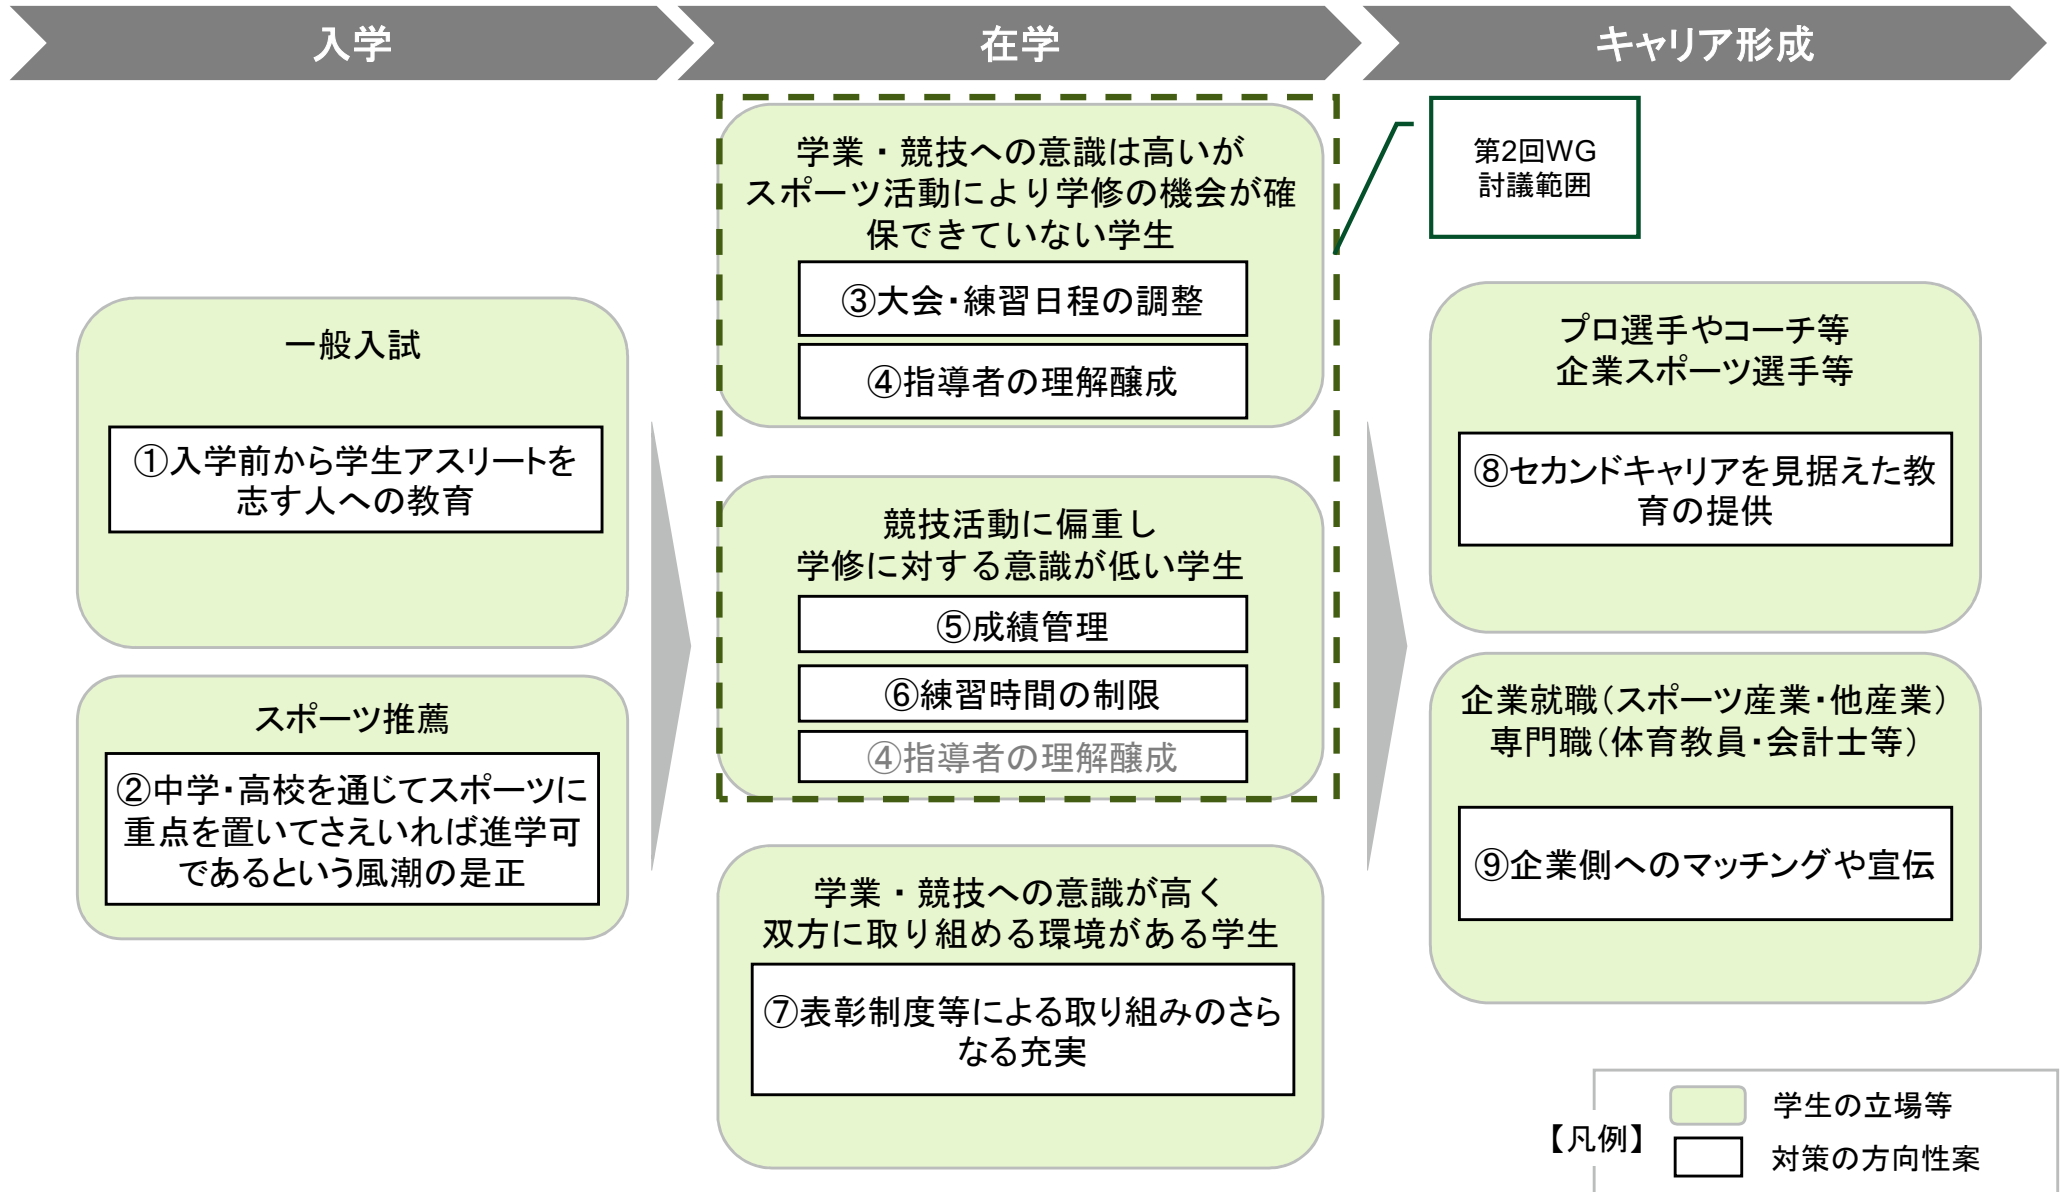 入学
在学
キャリア形成
一般入試
①入学前から学生アスリートを
志す人への教育
スポーツ推薦
②中学・高校を通じてスポーツに
重点を置いてさえいれば進学可
であるという風潮の是正
学業・競技への意識は高いが
スポーツ活動により学修の機会が確
保できていない学生
③大会・練習日程の調整
④指導者の理解醸成
競技活動に偏重し
学修に対する意識が低い学生
⑤成績管理
⑥練習時間の制限
④指導者の理解醸成
学業・競技への意識が高く
双方に取り組める環境がある学生
⑦表彰制度等による取り組みのさら
なる充実
第2回WG
討議範囲
プロ選手やコーチ等
企業スポーツ選手等
⑧セカンドキャリアを見据えた教
育の提供
企業就職（スポーツ産業・他産業）
専門職（体育教員・会計士等）
⑨企業側へのマッチングや宣伝
【凡例】
学生の立場等
対策の方向性案